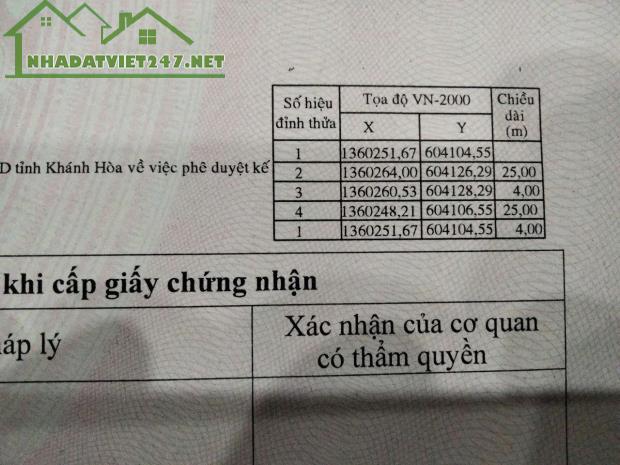 NHADATVIET247.NET
Số hiệu đỉnh thửa Tọa độ VN-2000 Chiều dài (m)
X Y
1 1360251,67 604104,55
2 1360264,00 604126,29 25,00
3 1360260,53 604128,29 4,00
4 1360248,21 604106,55 25,00
1 1360251,67 604104,55 4,00
D tỉnh Khánh Hòa về việc phê duyệt kế
khi cấp giấy chứng nhận
háp lý
Xác nhận của cơ quan
có thẩm quyền